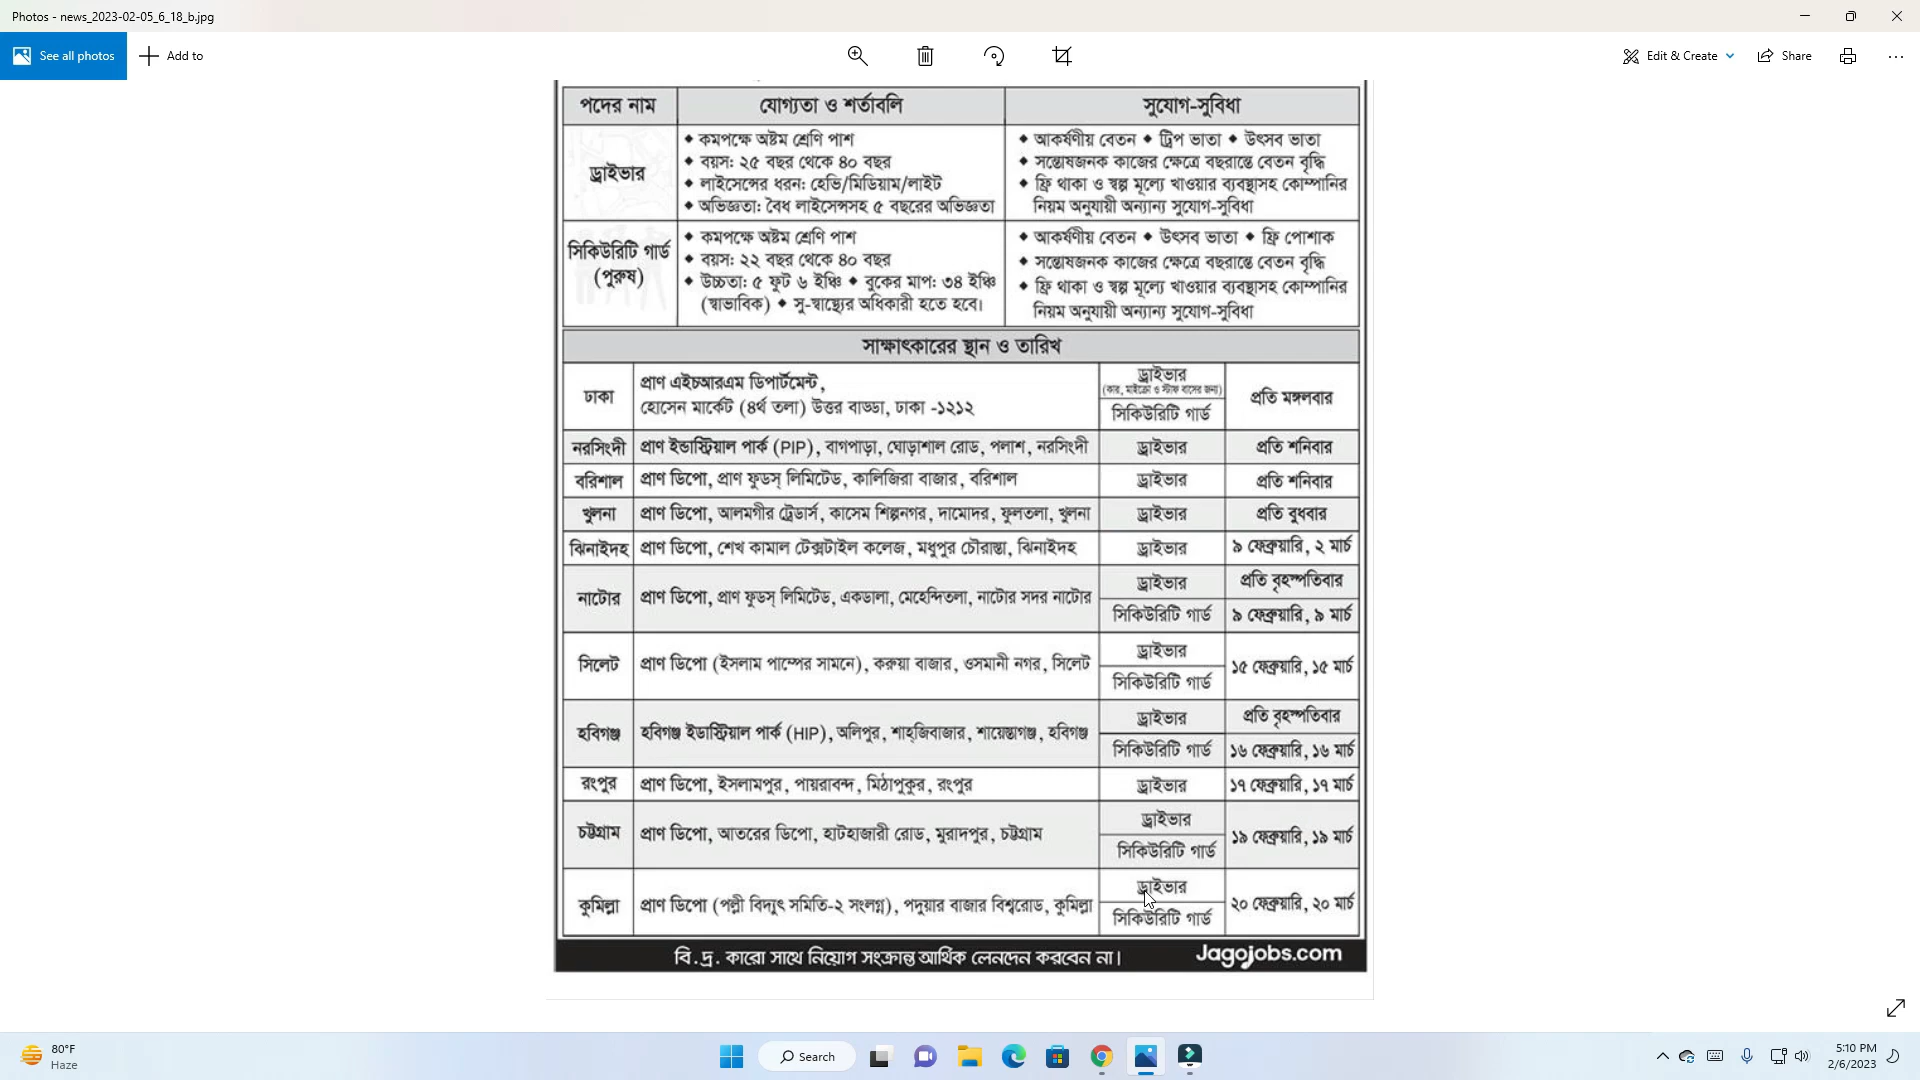 Photos - news_2023-02-05_6_18_b.jpg
See all photos
Add to
Edit & Create
Share
পদের নাম
যোগ্যতা ও শর্তাবলি
সুযোগ-সুবিধা
ড্রাইভার
◆ কমপক্ষে অষ্টম শ্রেণি পাশ
◆ বয়স: ২৫ বছর থেকে ৪০ বছর
◆ লাইসেন্সের ধরন: হেভি/মিডিয়াম/লাইট
◆ অভিজ্ঞতা: বৈধ লাইসেন্সসহ ৫ বছরের অভিজ্ঞতা
◆ আকর্ষণীয় বেতন ◆ ট্রিপ ভাতা ◆ উৎসব ভাতা
◆ সন্তোষজনক কাজের ক্ষেত্রে বছরান্তে বেতন বৃদ্ধি
◆ ফ্রি থাকা ও স্বল্প মূল্যে খাওয়ার ব্যবস্থাসহ কোম্পানির
নিয়ম অনুযায়ী অন্যান্য সুযোগ-সুবিধা
সিকিউরিটি গার্ড
(পুরুষ)
◆ কমপক্ষে অষ্টম শ্রেণি পাশ
◆ বয়স: ২২ বছর থেকে ৪০ বছর
◆ উচ্চতা: ৫ ফুট ৬ ইঞ্চি ◆ বুকের মাপ: ৩৪ ইঞ্চি
(স্বাভাবিক) ◆ সু-স্বাস্থ্যের অধিকারী হতে হবে।
◆ আকর্ষণীয় বেতন ◆ উৎসব ভাতা ◆ ফ্রি পোশাক
◆ সন্তোষজনক কাজের ক্ষেত্রে বছরান্তে বেতন বৃদ্ধি
◆ ফ্রি থাকা ও স্বল্প মূল্যে খাওয়ার ব্যবস্থাসহ কোম্পানির
নিয়ম অনুযায়ী অন্যান্য সুযোগ-সুবিধা
সাক্ষাৎকারের স্থান ও তারিখ
ঢাকা
প্রাণ এইচআরএম ডিপার্টমেন্ট,
হোসেন মার্কেট (৪র্থ তলা) উত্তর বাড্ডা, ঢাকা -১২১২
ড্রাইভার
(কার, মাইক্রো ও স্টাফ বাসের জন্য)
সিকিউরিটি গার্ড
প্রতি মঙ্গলবার
নরসিংদী
প্রাণ ইন্ডাস্ট্রিয়াল পার্ক (PIP), বাগপাড়া, ঘোড়াশাল রোড, পলাশ, নরসিংদী
ড্রাইভার
প্রতি শনিবার
বরিশাল
প্রাণ ডিপো, প্রাণ ফুডস্ লিমিটেড, কালিজিরা বাজার, বরিশাল
ড্রাইভার
প্রতি শনিবার
খুলনা
প্রাণ ডিপো, আলমগীর ট্রেডার্স, কাসেম শিল্পনগর, দামোদর, ফুলতলা, খুলনা
ড্রাইভার
প্রতি বুধবার
ঝিনাইদহ
প্রাণ ডিপো, শেখ কামাল টেক্সটাইল কলেজ, মধুপুর চৌরাস্তা, ঝিনাইদহ
ড্রাইভার
৯ ফেব্রুয়ারি, ২ মার্চ
নাটোর
প্রাণ ডিপো, প্রাণ ফুডস্ লিমিটেড, একডালা, মেহেন্দিতলা, নাটোর সদর নাটোর
ড্রাইভার
প্রতি বৃহস্পতিবার
সিকিউরিটি গার্ড
৯ ফেব্রুয়ারি, ৯ মার্চ
সিলেট
প্রাণ ডিপো (ইসলাম পাম্পের সামনে), করুয়া বাজার, ওসমানী নগর, সিলেট
ড্রাইভার
সিকিউরিটি গার্ড
১৫ ফেব্রুয়ারি, ১৫ মার্চ
হবিগঞ্জ
হবিগঞ্জ ইডাস্ট্রিয়াল পার্ক (HIP), অলিপুর, শাহ্জিবাজার, শায়েস্তাগঞ্জ, হবিগঞ্জ
ড্রাইভার
প্রতি বৃহস্পতিবার
সিকিউরিটি গার্ড
১৬ ফেব্রুয়ারি, ১৬ মার্চ
রংপুর
প্রাণ ডিপো, ইসলামপুর, পায়রাবন্দ, মিঠাপুকুর, রংপুর
ড্রাইভার
১৭ ফেব্রুয়ারি, ১৭ মার্চ
চট্টগ্রাম
প্রাণ ডিপো, আতরের ডিপো, হাটহাজারী রোড, মুরাদপুর, চট্টগ্রাম
ড্রাইভার
সিকিউরিটি গার্ড
১৯ ফেব্রুয়ারি, ১৯ মার্চ
কুমিল্লা
প্রাণ ডিপো (পল্লী বিদ্যুৎ সমিতি-২ সংলগ্ন), পদুয়ার বাজার বিশ্বরোড, কুমিল্লা
ড্রাইভার
সিকিউরিটি গার্ড
২০ ফেব্রুয়ারি, ২০ মার্চ
বি.দ্র. কারো সাথে নিয়োগ সংক্রান্ত আর্থিক লেনদেন করবেন না।
Jagojobs.com
80°F
Haze
Search
5:10 PM
2/6/2023